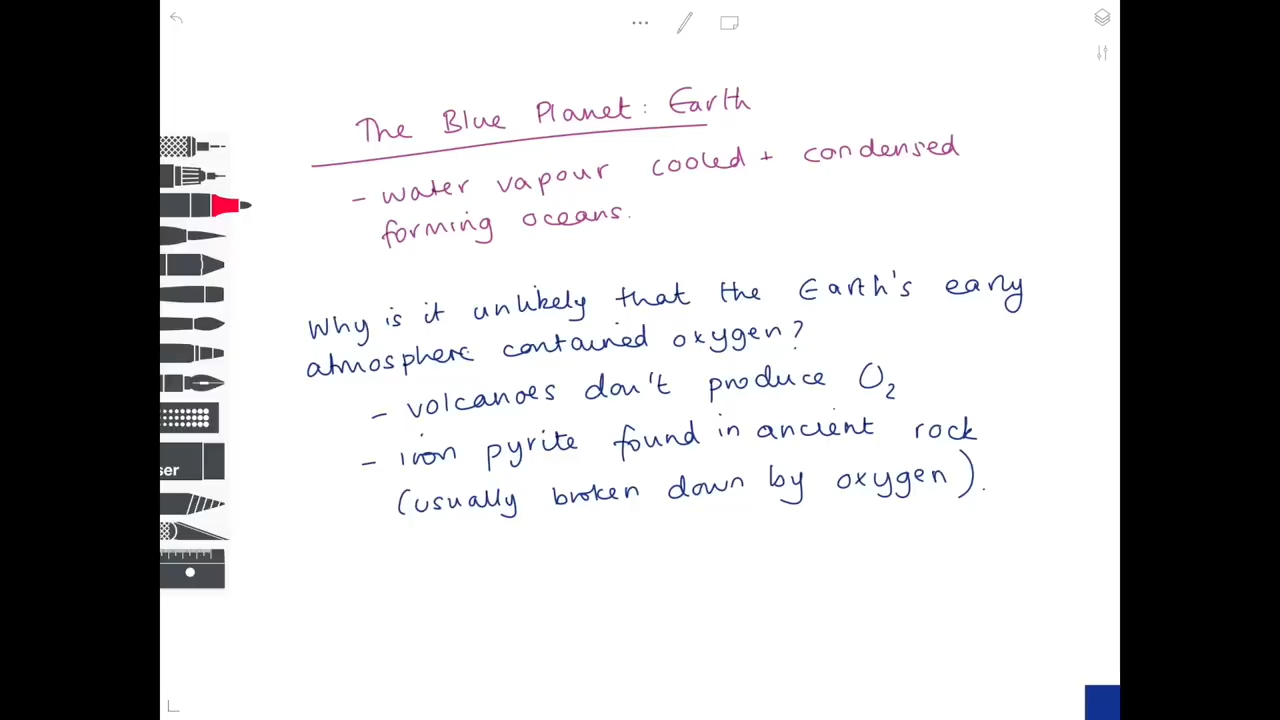 The Blue Planet: Earth
- water vapour cooled + condensed
forming oceans.
Why is it unlikely that the Earth's early
atmosphere contained oxygen?
- volcanoes don't produce O₂
- iron pyrite found in ancient rock
(usually broken down by oxygen).
ser